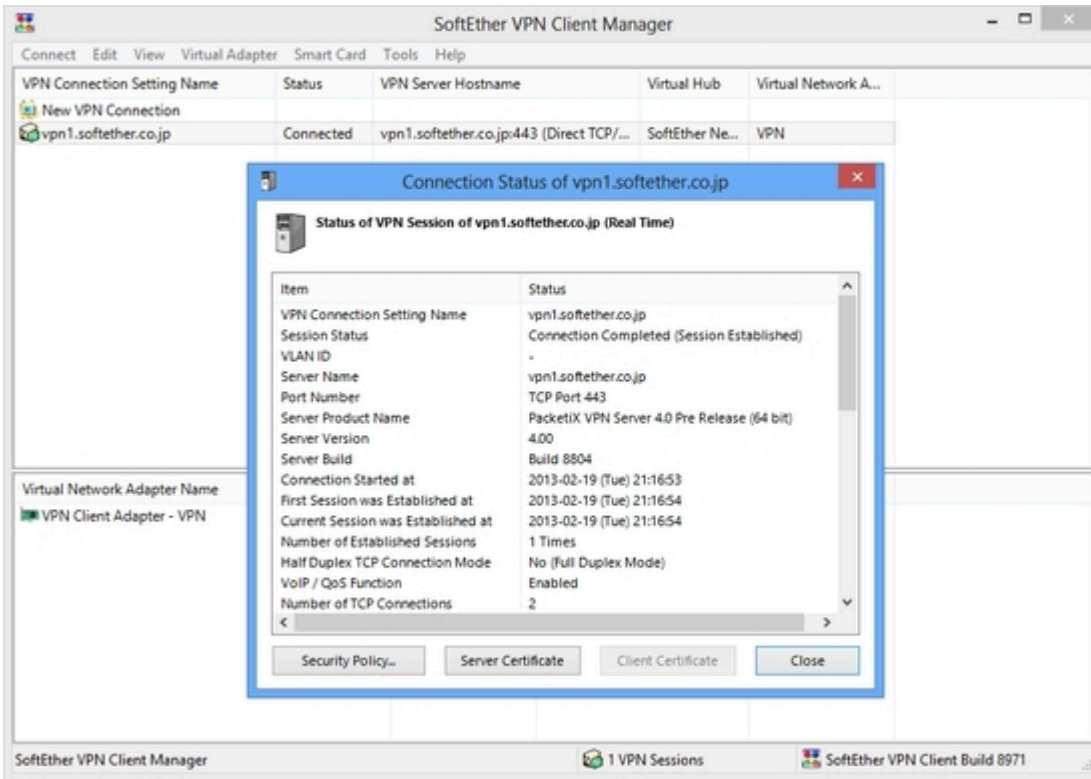 SoftEther VPN Client Manager
Connect Edit View Virtual Adapter Smart Card Tools Help
VPN Connection Setting Name Status VPN Server Hostname Virtual Hub Virtual Network A...
New VPN Connection
vpn1.softether.co.jp Connected vpn1.softether.co.jp:443 (Direct TCP/... SoftEther Ne... VPN
Connection Status of vpn1.softether.co.jp
Status of VPN Session of vpn1.softether.co.jp (Real Time)
Item Status
VPN Connection Setting Name vpn1.softether.co.jp
Session Status Connection Completed (Session Established)
VLAN ID -
Server Name vpn1.softether.co.jp
Port Number TCP Port 443
Server Product Name PacketiX VPN Server 4.0 Pre Release (64 bit)
Server Version 4.00
Server Build Build 8804
Connection Started at 2013-02-19 (Tue) 21:16:53
First Session was Established at 2013-02-19 (Tue) 21:16:54
Current Session was Established at 2013-02-19 (Tue) 21:16:54
Number of Established Sessions 1 Times
Half Duplex TCP Connection Mode No (Full Duplex Mode)
VoIP / QoS Function Enabled
Number of TCP Connections 2
Security Policy... Server Certificate Client Certificate Close
Virtual Network Adapter Name
VPN Client Adapter - VPN
SoftEther VPN Client Manager 1 VPN Sessions SoftEther VPN Client Build 8971